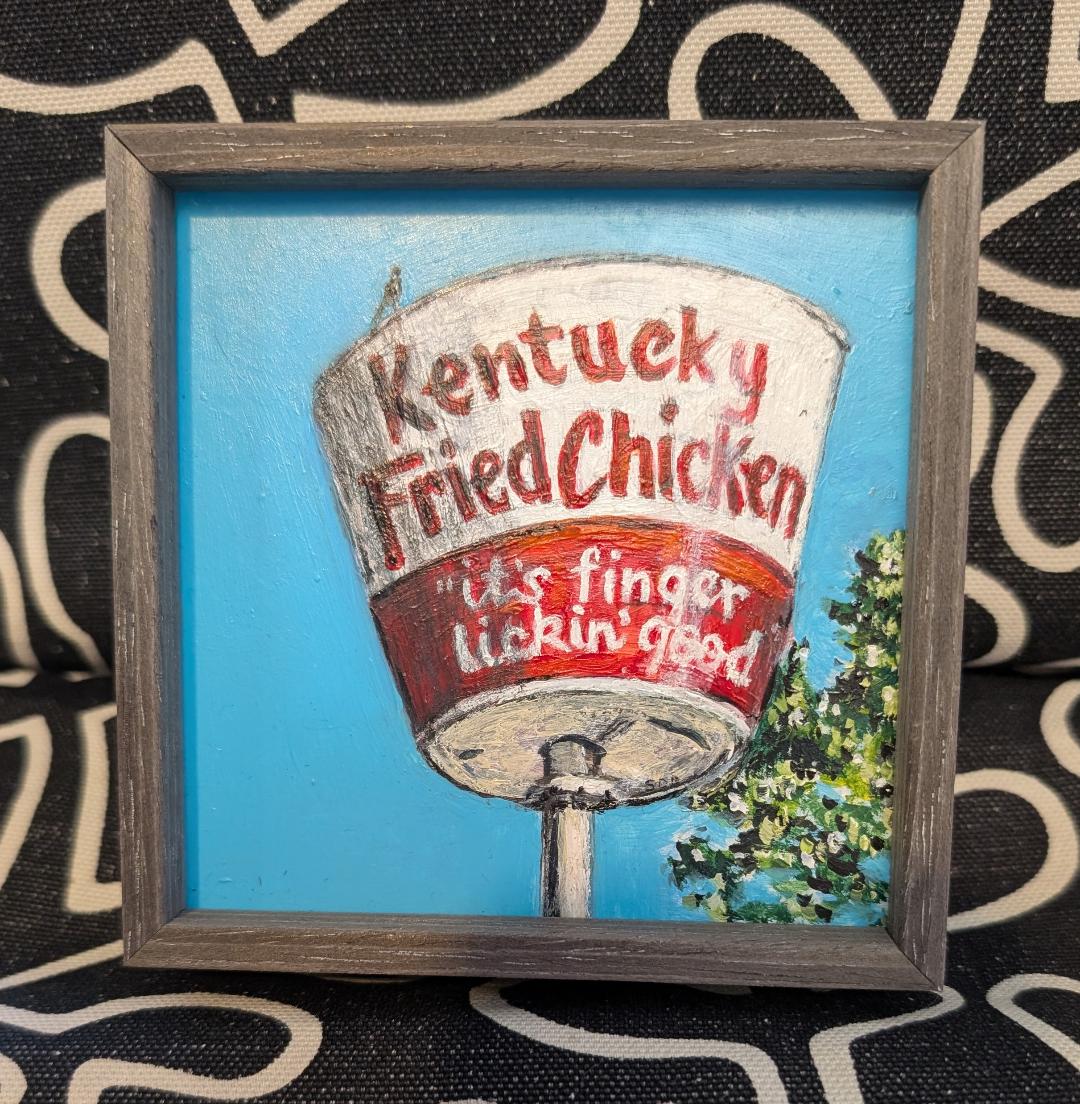 Kentucky
Fried Chicken
"it's finger
lickin' good"